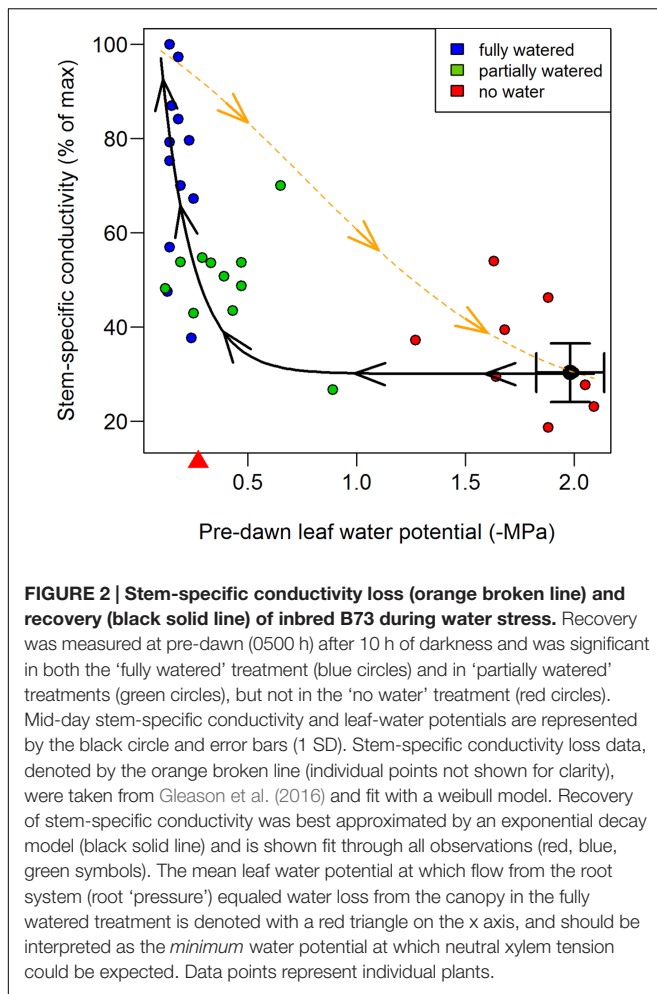 100
80
60
40
20
Stem-specific conductivity (% of max)
fully watered
partially watered
no water
0.5 1.0 1.5 2.0
Pre-dawn leaf water potential (-MPa)
FIGURE 2 | Stem-specific conductivity loss (orange broken line) and
recovery (black solid line) of inbred B73 during water stress. Recovery
was measured at pre-dawn (0500 h) after 10 h of darkness and was significant
in both the ‘fully watered’ treatment (blue circles) and in ‘partially watered’
treatments (green circles), but not in the ‘no water’ treatment (red circles).
Mid-day stem-specific conductivity and leaf-water potentials are represented
by the black circle and error bars (1 SD). Stem-specific conductivity loss data,
denoted by the orange broken line (individual points not shown for clarity),
were taken from Gleason et al. (2016) and fit with a weibull model. Recovery
of stem-specific conductivity was best approximated by an exponential decay
model (black solid line) and is shown fit through all observations (red, blue,
green symbols). The mean leaf water potential at which flow from the root
system (root ‘pressure’) equaled water loss from the canopy in the fully
watered treatment is denoted with a red triangle on the x axis, and should be
interpreted as the minimum water potential at which neutral xylem tension
could be expected. Data points represent individual plants.